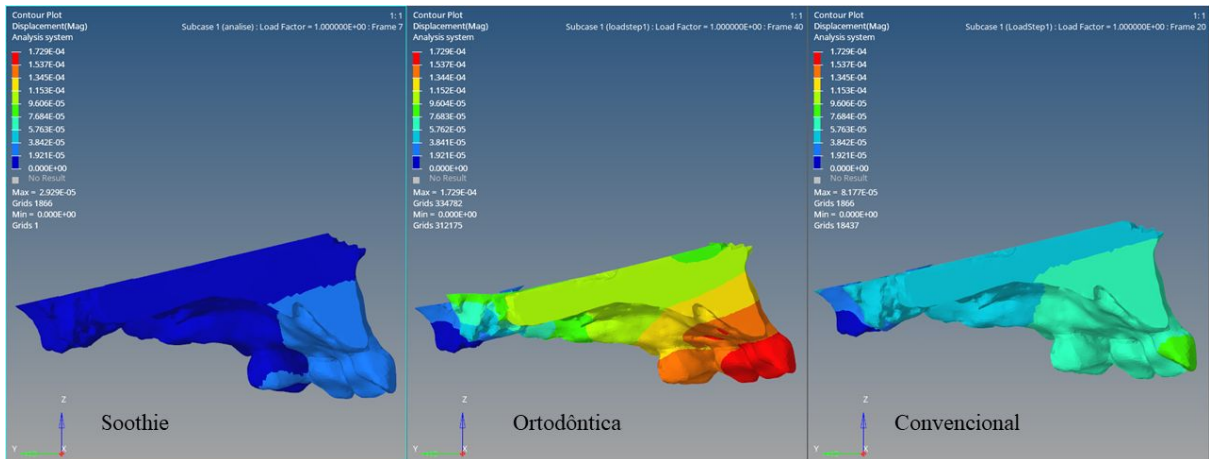 Contour Plot
Displacement(Mag)
Analysis system
1: 1
Subcase 1 (analise) : Load Factor = 1.000000E+00 : Frame 7
1.729E-04
1.537E-04
1.345E-04
1.153E-04
9.606E-05
7.684E-05
5.763E-05
3.842E-05
1.921E-05
0.000E+00
No Result
Max = 2.929E-05
Grids 1866
Min = 0.000E+00
Grids 1
Z
Y
X
Soothie
Contour Plot
Displacement(Mag)
Analysis system
1: 1
Subcase 1 (loadstep1) : Load Factor = 1.000000E+00 : Frame 40
1.729E-04
1.537E-04
1.344E-04
1.152E-04
9.604E-05
7.683E-05
5.762E-05
3.841E-05
1.921E-05
0.000E+00
No Result
Max = 1.729E-04
Grids 334782
Min = 0.000E+00
Grids 312175
Z
Y
X
Ortodôntica
Contour Plot
Displacement(Mag)
Analysis system
1: 1
Subcase 1 (LoadStep1) : Load Factor = 1.000000E+00 : Frame 20
1.729E-04
1.537E-04
1.345E-04
1.153E-04
9.606E-05
7.684E-05
5.763E-05
3.842E-05
1.921E-05
0.000E+00
No Result
Max = 8.177E-05
Grids 1866
Min = 0.000E+00
Grids 18437
Z
Y
X
Convencional